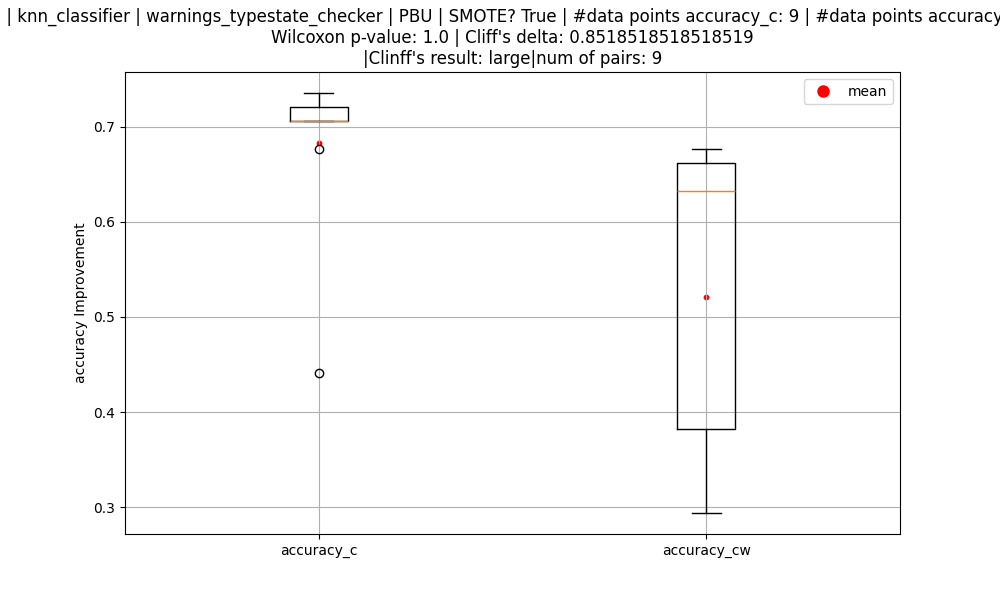 | knn_classifier | warnings_typestate_checker | PBU | SMOTE? True | #data points accuracy_c: 9 | #data points accuracy
Wilcoxon p-value: 1.0 | Cliff's delta: 0.8518518518518519
|Clinff's result: large|num of pairs: 9
mean
0.7
0.6
0.5
0.4
0.3
accuracy Improvement
accuracy_c
accuracy_cw